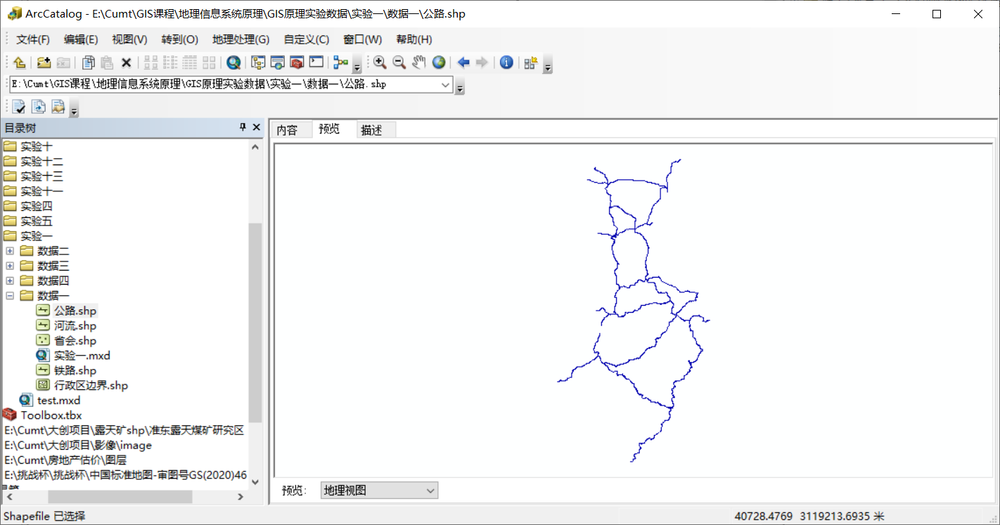 ArcCatalog - E:\Cumt\GIS课程\地理信息系统原理\GIS原理实验数据\实验一\数据一\公路.shp
文件(F) 编辑(E) 视图(V) 转到(O) 地理处理(G) 自定义(C) 窗口(W) 帮助(H)
E:\Cumt\GIS课程\地理信息系统原理\GIS原理实验数据\实验一\数据一\公路.shp
目录树
实验十
实验十二
实验十三
实验十一
实验四
实验五
实验一
数据二
数据三
数据四
数据一
公路.shp
河流.shp
省会.shp
实验一.mxd
铁路.shp
行政区边界.shp
test.mxd
Toolbox.tbx
E:\Cumt\大创项目\露天矿shp\准东露天煤矿研究区
E:\Cumt\大创项目\影像\image
E:\Cumt\房地产估价\图层
E:\挑战杯\挑战杯\中国标准地图-审图号GS(2020)46
内容 预览 描述
预览: 地理视图
Shapefile 已选择
40728.4769 3119213.6935 米